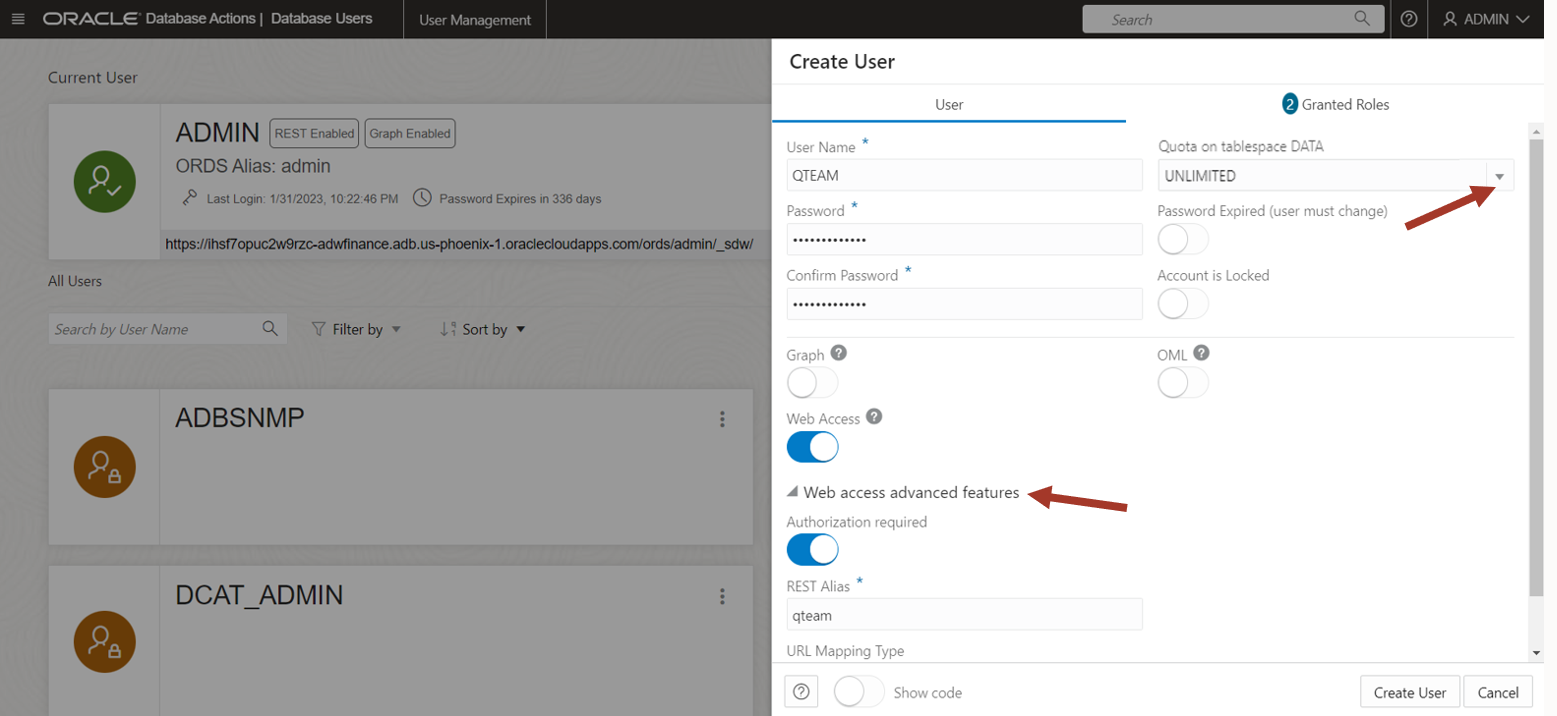 ORACLE Database Actions | Database Users
User Management
Search
ADMIN
Current User
ADMIN REST Enabled Graph Enabled
ORDS Alias: admin
Last Login: 1/31/2023, 10:22:46 PM Password Expires in 336 days
https://ihsf7opuc2w9rzc-adwfinance.adb.us-phoenix-1.oraclecloudapps.com/ords/admin/_sdw/
All Users
Search by User Name
Filter by
Sort by
ADBSNMP
DCAT_ADMIN
Create User
User
2 Granted Roles
User Name *
Quota on tablespace DATA
QTEAM
UNLIMITED
Password *
Password Expired (user must change)
•••••••••••••
Confirm Password *
Account is Locked
•••••••••••••
Graph ?
OML ?
Web Access ?
Web access advanced features
Authorization required
REST Alias *
qteam
URL Mapping Type
? Show code
Create User
Cancel